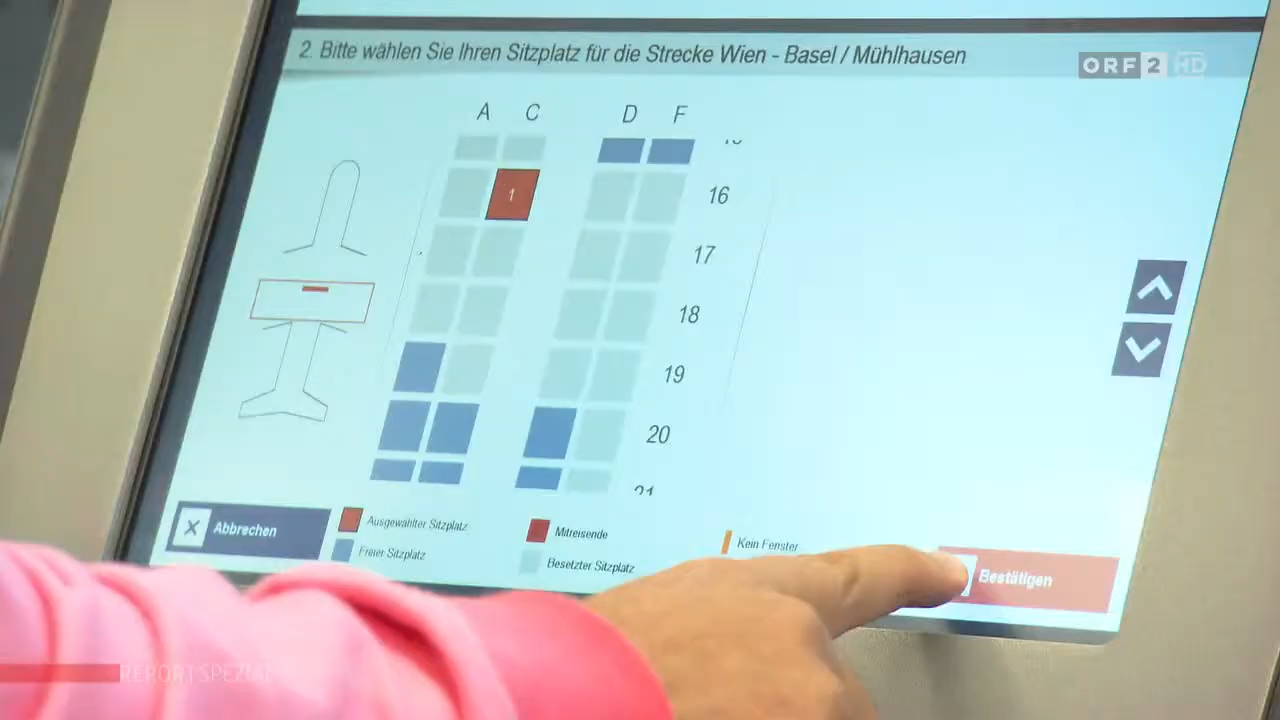 2. Bitte wählen Sie Ihren Sitzplatz für die Strecke Wien - Basel / Mühlhausen
ORF 2 HD
A C D F
1
16
17
18
19
20
21
Abbrechen
Ausgewählter Sitzplatz
Mitreisende
Kein Fenster
Freier Sitzplatz
Besetzter Sitzplatz
Bestätigen
REPORT SPEZIAL